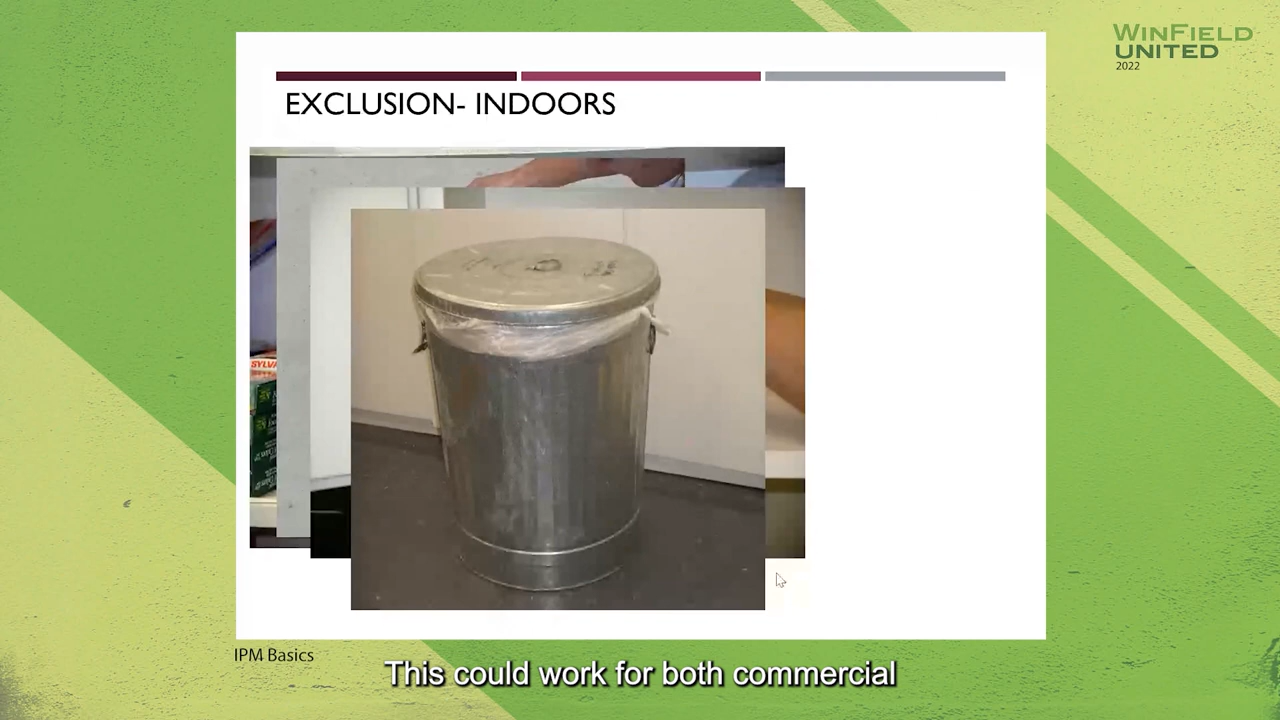 WINFIELD
UNITED
2022
EXCLUSION- INDOORS
SYLVA
IPM Basics
This could work for both commercial